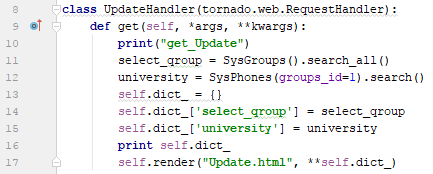 8 class UpdateHandler(tornado.web.RequestHandler):
9 def get(self, *args, **kwargs):
10 print("get_Update")
11 select_group = SysGroups().search_all()
12 university = SysPhones(groups_id=1).search()
13 self.dict_ = {}
14 self.dict_['select_group'] = select_group
15 self.dict_['university'] = university
16 print self.dict_
17 self.render("Update.html", **self.dict_)